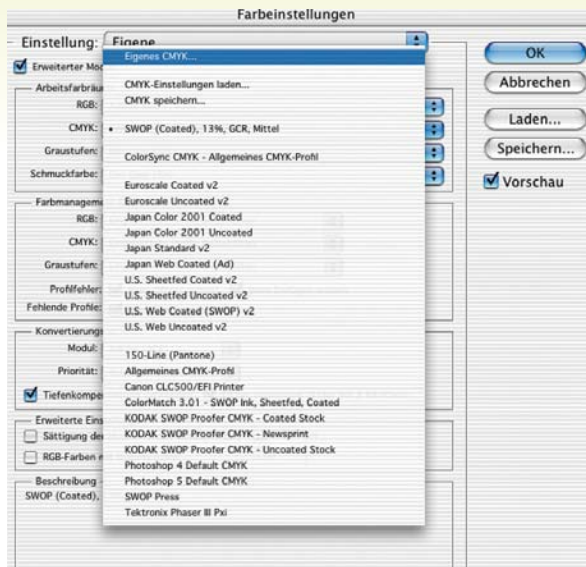 Farbeinstellungen
Einstellung: Eigene
Erweiterter
Arbeitsfarbräu
RGB:
CMYK:
Graustufen:
Schmuckfarbe:
Farbmanageme
RGB:
CMYK:
Graustufen:
Profilfehler:
Fehlende Profile:
Konvertierung
Modul:
Priorität:
Tiefenkompe
Erweiterte Eins
Sättigung de
RGB-Farben
Beschreibung
SWOP (Coated),
Eigenes CMYK...
CMYK-Einstellungen laden...
CMYK speichern...
• SWOP (Coated), 13%, GCR, Mittel
ColorSync CMYK - Allgemeines CMYK-Profil
Euroscale Coated v2
Euroscale Uncoated v2
Japan Color 2001 Coated
Japan Color 2001 Uncoated
Japan Standard v2
Japan Web Coated (Ad)
U.S. Sheetfed Coated v2
U.S. Sheetfed Uncoated v2
U.S. Web Coated (SWOP) v2
U.S. Web Uncoated v2
150-Line (Pantone)
Allgemeines CMYK-Profil
Canon CLC500/EFI Printer
ColorMatch 3.01 - SWOP Ink, Sheetfed, Coated
KODAK SWOP Proofer CMYK - Coated Stock
KODAK SWOP Proofer CMYK - Newsprint
KODAK SWOP Proofer CMYK - Uncoated Stock
Photoshop 4 Default CMYK
Photoshop 5 Default CMYK
SWOP Press
Tektronix Phaser III Pxi
OK
Abbrechen
Laden...
Speichern...
Vorschau